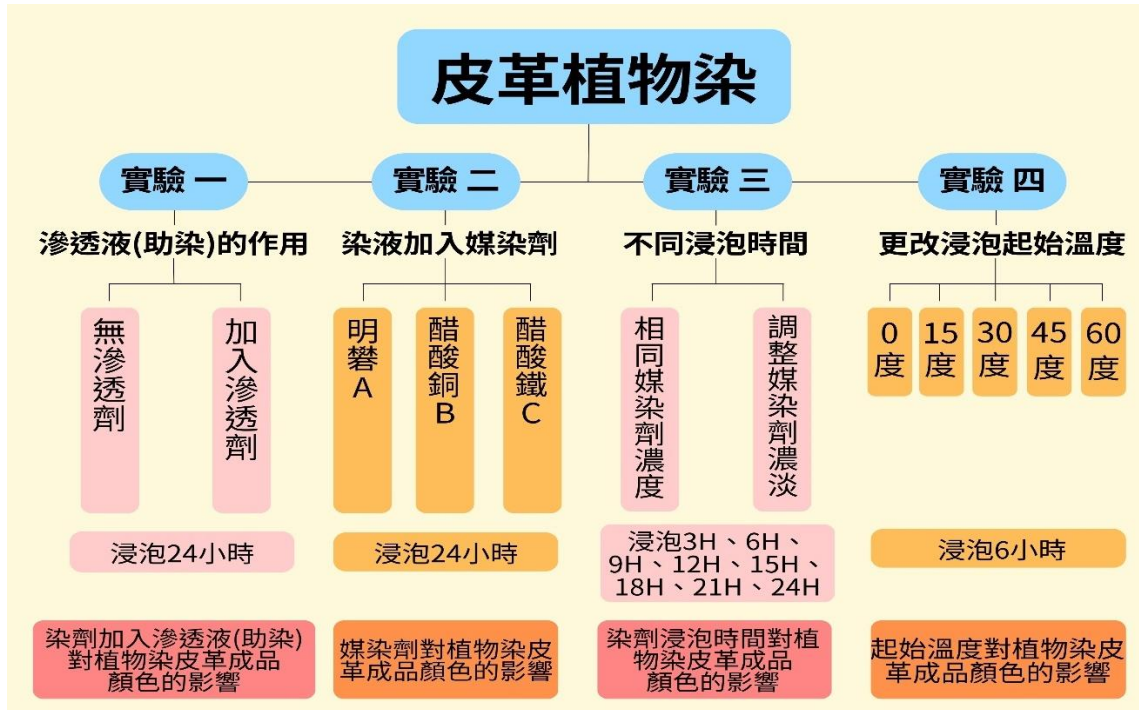 皮革植物染
實驗 一
滲透液(助染)的作用
無滲透劑
加入滲透劑
浸泡24小時
染劑加入滲透液(助染)
對植物染皮革成品
顏色的影響
實驗 二
染液加入媒染劑
明礬A
醋酸銅B
醋酸鐵C
浸泡24小時
媒染劑對植物染皮
革成品顏色的影響
實驗 三
不同浸泡時間
相同媒染劑濃度
調整媒染劑濃淡
浸泡3H、6H、
9H、12H、15H、
18H、21H、24H
染劑浸泡時間對植
物染皮革成品
顏色的影響
實驗 四
更改浸泡起始溫度
0度
15度
30度
45度
60度
浸泡6小時
起始溫度對植物染皮
革成品顏色的影響